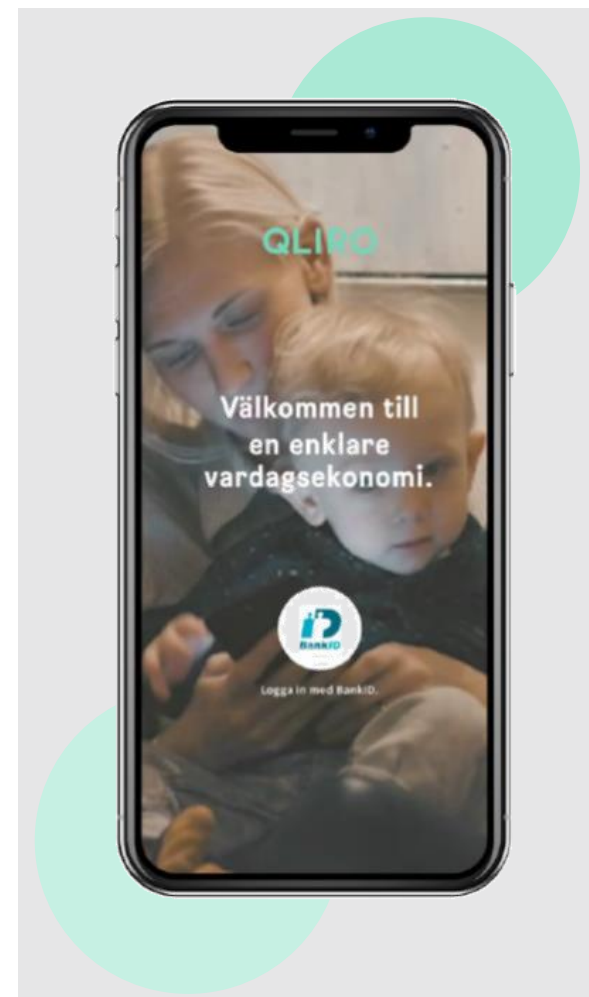 QLIRO
Välkommen till
en enklare
vardagsekonomi.
BankID
Logga in med BankID.